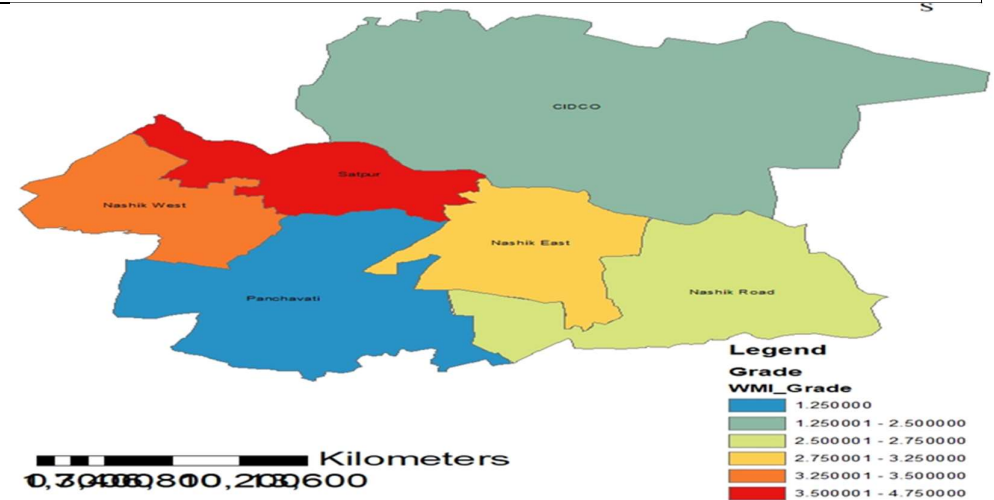 S
CIDCO
Satpur
Nashik West
Nashik East
Panchavati
Nashik Road
Legend
Grade
WMI_Grade
1.250000
1.250001 - 2.500000
2.500001 - 2.750000
2.750001 - 3.250000
3.250001 - 3.500000
3.500001 - 4.750000
Kilometers